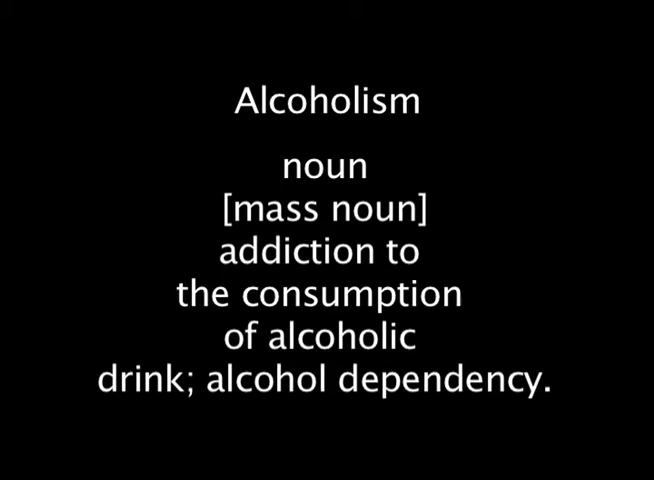 Alcoholism
noun
[mass noun]
addiction to
the consumption
of alcoholic
drink; alcohol dependency.